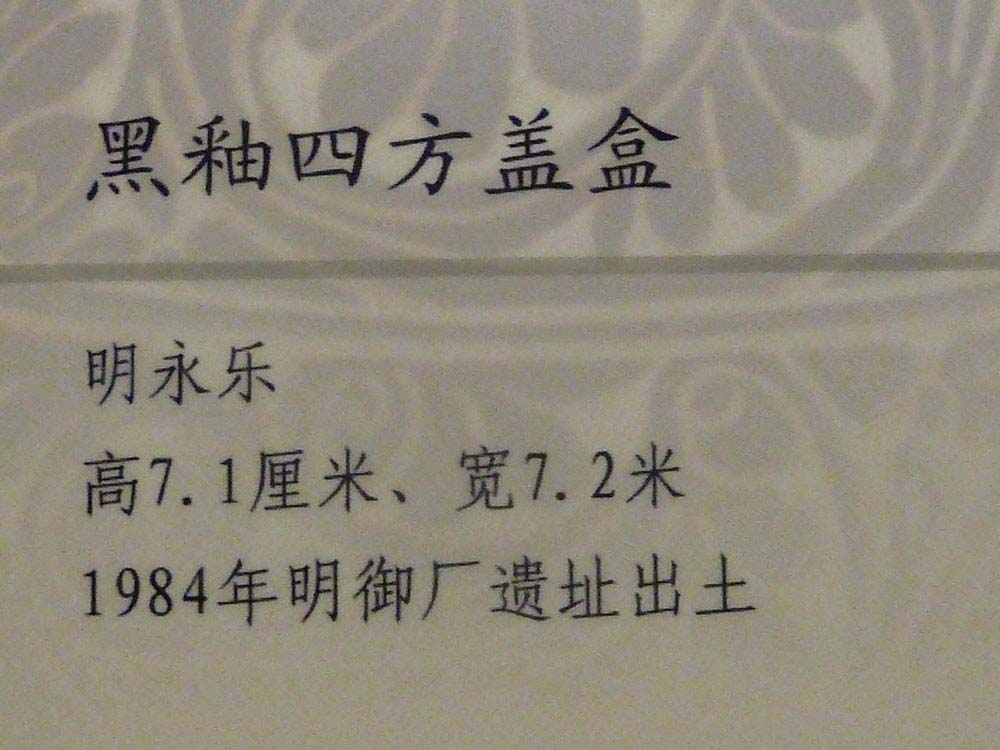 黑釉四方盖盒
明永乐
高7.1厘米、宽7.2米
1984年明御厂遗址出土